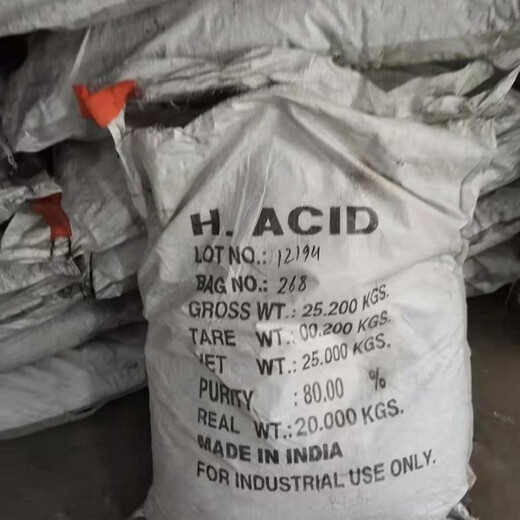 H. ACID
LOT NO.: 12194
BAG NO.: 268
GROSS WT.: 25.200 KGS.
TARE WT.: 00.200 KGS.
NET WT.: 25.000 KGS.
PURITY : 80.00 %
REAL WT.: 20.000 KGS.
MADE IN INDIA
FOR INDUSTRIAL USE ONLY.